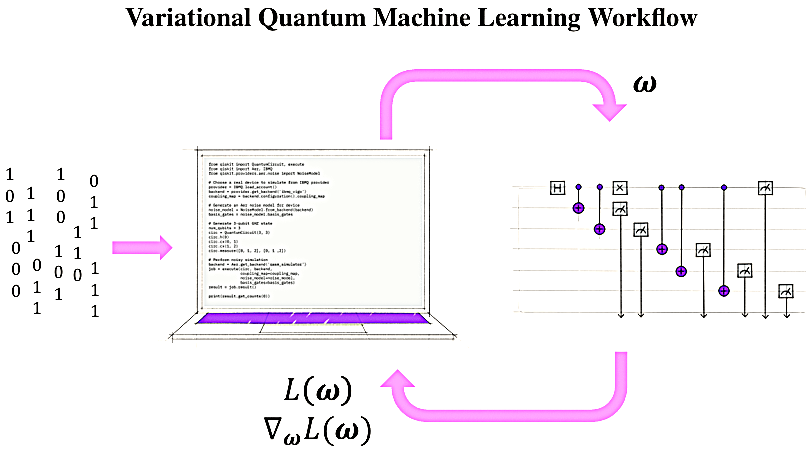 Variational Quantum Machine Learning Workflow
ω
1 1 0
0 1 0 1
1 1 0 1
1 1
0 1 1
0 0 0 1
0 1 1 1
1 1
from qiskit import QuantumCircuit, execute
from qiskit import Aer, IBMQ
from qiskit.providers.aer.noise import NoiseModel
# Choose a real device to simulate from IBMQ provider
provider = IBMQ.load_account()
backend = provider.get_backend('ibmq_vigo')
coupling_map = backend.configuration().coupling_map
# Generate an Aer noise model for device
noise_model = NoiseModel.from_backend(backend)
basis_gates = noise_model.basis_gates
# Generate 3-qubit GHZ state
num_qubits = 3
circ = QuantumCircuit(3, 3)
circ.h(0)
circ.cx(0, 1)
circ.cx(1, 2)
circ.measure([0, 1, 2], [0, 1 ,2])
# Perform noisy simulation
backend = Aer.get_backend('qasm_simulator')
job = execute(circ, backend,
coupling_map=coupling_map,
noise_model=noise_model,
basis_gates=basis_gates)
result = job.result()
print(result.get_counts(0))
H X
L(ω)
∇ωL(ω)